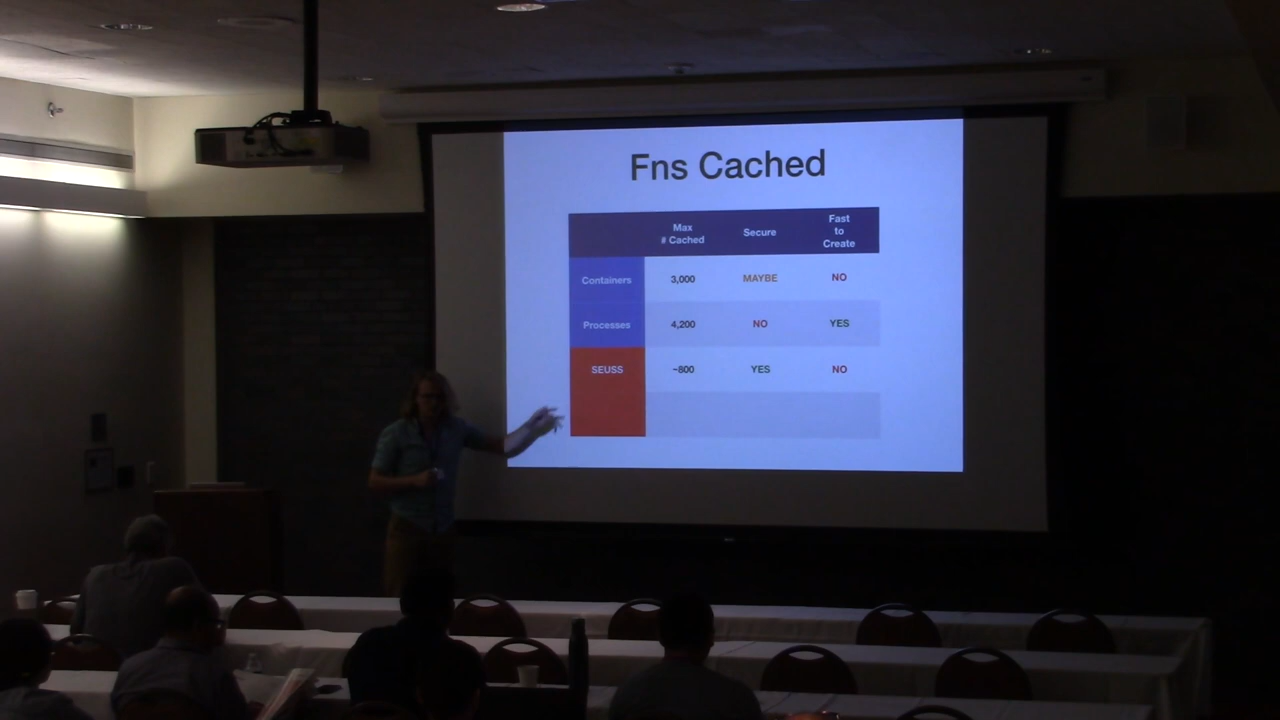 Fns Cached
Max
# Cached
Secure
Fast
to
Create
Containers 3,000 MAYBE NO
Processes 4,200 NO YES
SEUSS ~800 YES NO